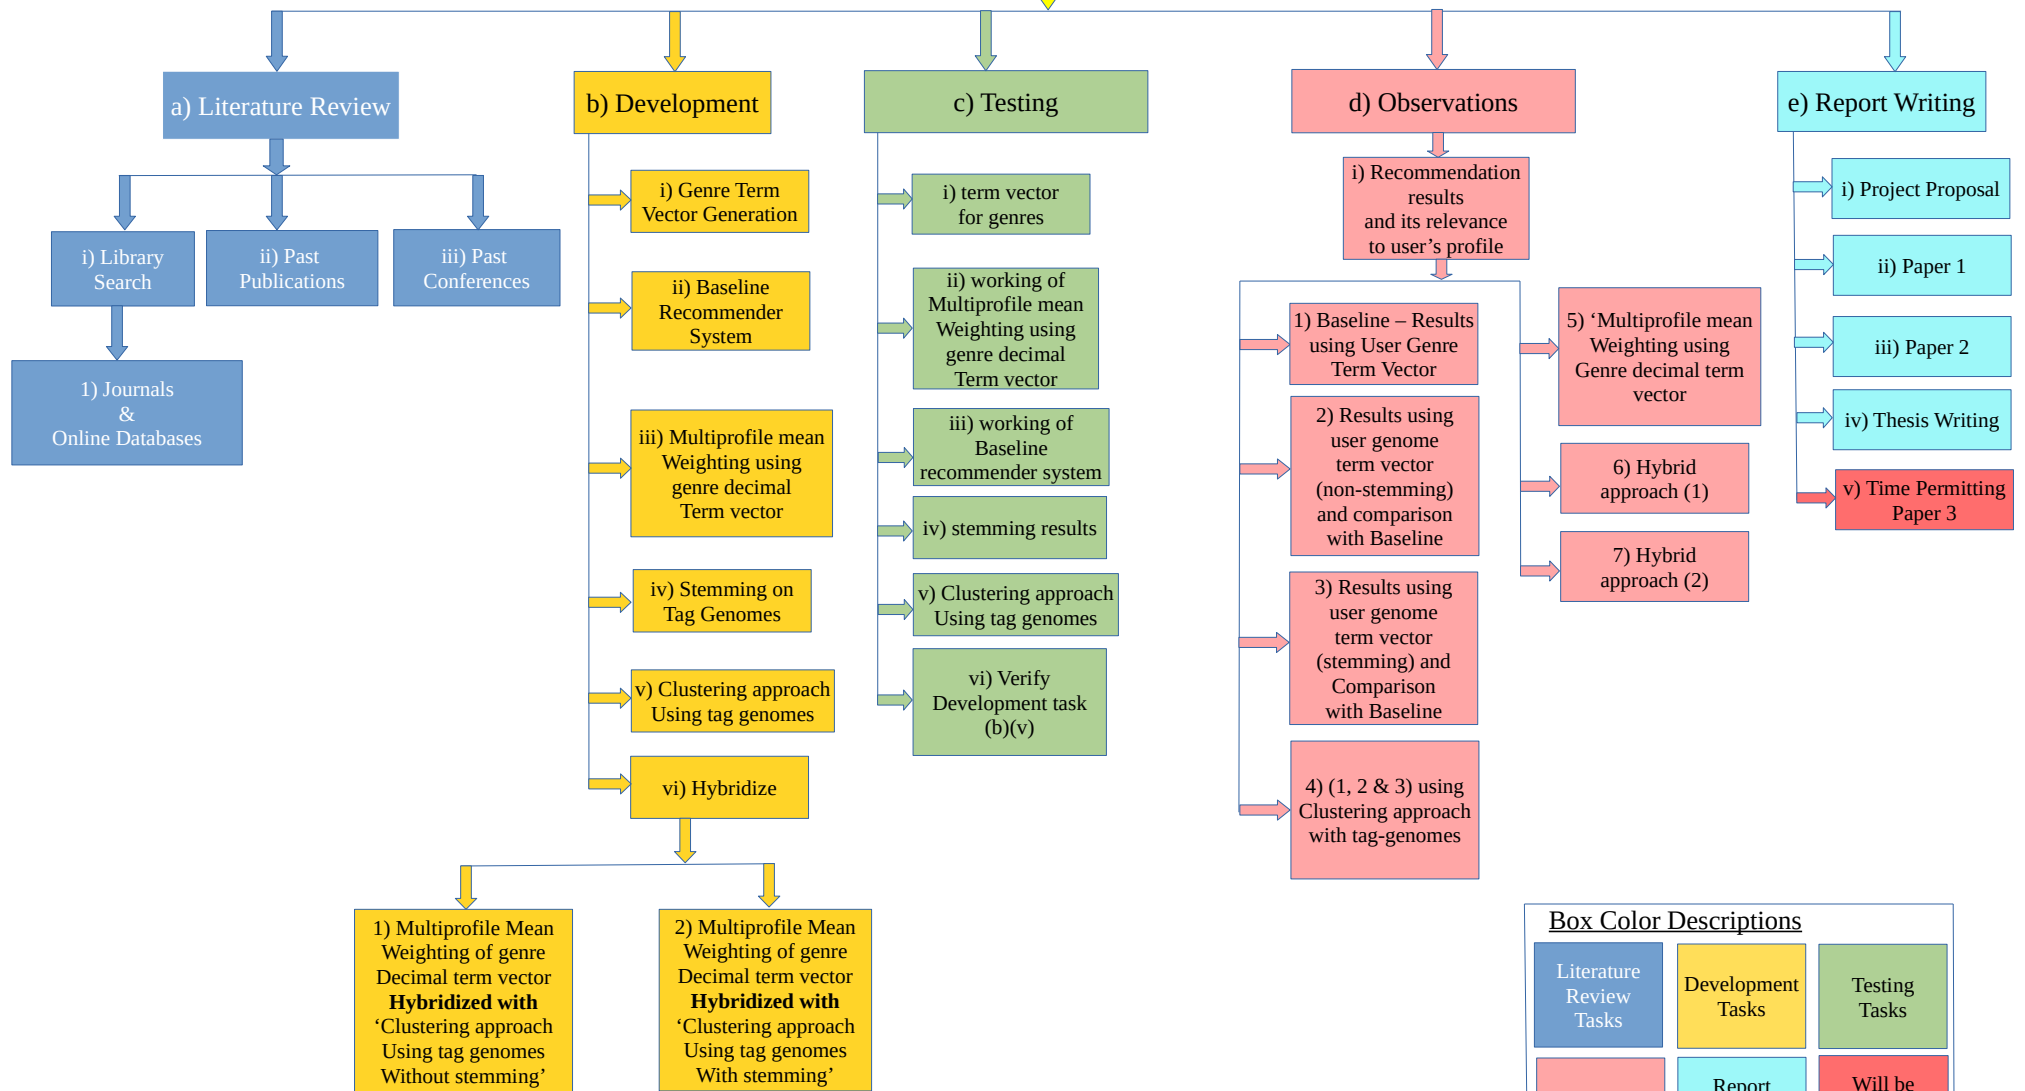 a) Literature Review
i) Library
Search
ii) Past
Publications
iii) Past
Conferences
1) Journals
&
Online Databases
b) Development
i) Genre Term
Vector Generation
ii) Baseline
Recommender
System
iii) Multiprofile mean
Weighting using
genre decimal
Term vector
iv) Stemming on
Tag Genomes
v) Clustering approach
Using tag genomes
vi) Hybridize
1) Multiprofile Mean
Weighting of genre
Decimal term vector
Hybridized with
‘Clustering approach
Using tag genomes
Without stemming’
2) Multiprofile Mean
Weighting of genre
Decimal term vector
Hybridized with
‘Clustering approach
Using tag genomes
With stemming’
c) Testing
i) term vector
for genres
ii) working of
Multiprofile mean
Weighting using
genre decimal
Term vector
iii) working of
Baseline
recommender system
iv) stemming results
v) Clustering approach
Using tag genomes
vi) Verify
Development task
(b)(v)
d) Observations
i) Recommendation
results
and its relevance
to user’s profile
1) Baseline – Results
using User Genre
Term Vector
2) Results using
user genome
term vector
(non-stemming)
and comparison
with Baseline
3) Results using
user genome
term vector
(stemming) and
Comparison
with Baseline
4) (1, 2 & 3) using
Clustering approach
with tag-genomes
5) ‘Multiprofile mean
Weighting using
Genre decimal term
vector
6) Hybrid
approach (1)
7) Hybrid
approach (2)
e) Report Writing
i) Project Proposal
ii) Paper 1
iii) Paper 2
iv) Thesis Writing
v) Time Permitting
Paper 3
Box Color Descriptions
Literature
Review
Tasks
Development
Tasks
Testing
Tasks
Report
Will be